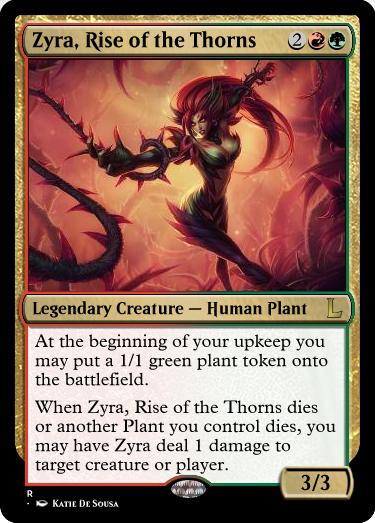 Zyra, Rise of the Thorns 2
Legendary Creature — Human Plant L
At the beginning of your upkeep you
may put a 1/1 green plant token onto
the battlefield.
When Zyra, Rise of the Thorns dies
or another Plant you control dies, you
may have Zyra deal 1 damage to
target creature or player.
3/3
R
· Katie De Sousa